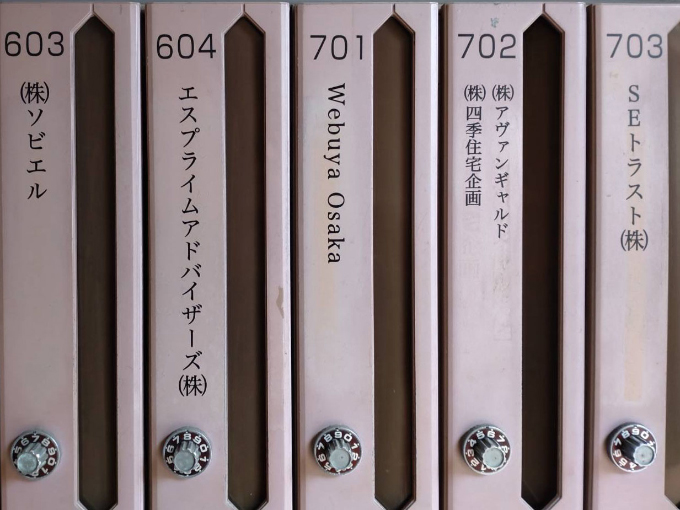 603
㈱ソビエル
604
エスプライムアドバイザーズ㈱
701
Webuya Osaka
702
㈱アヴァンギャルド
㈱四季住宅企画
703
SEトラスト㈱